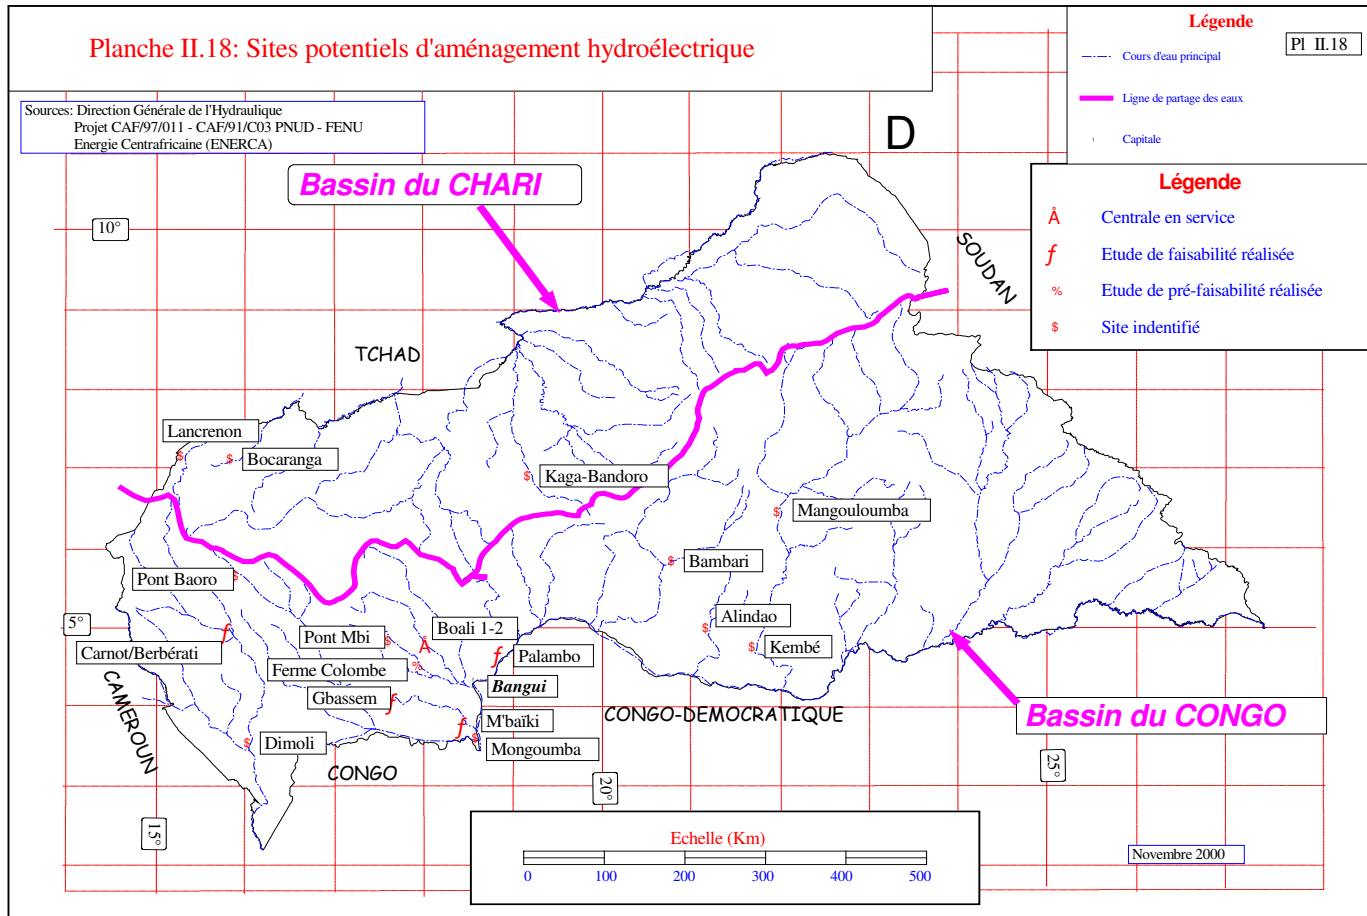 Planche II.18: Sites potentiels d'aménagement hydroélectrique
Légende
Pl II.18
Cours d'eau principal
Ligne de partage des eaux
Capitale
Sources: Direction Générale de l'Hydraulique
Projet CAF/97/011 - CAF/91/C03 PNUD - FENU
Energie Centrafricaine (ENERCA)
D
Légende
Å Centrale en service
ƒ Etude de faisabilité réalisée
% Etude de pré-faisabilité réalisée
$ Site indentifié
Bassin du CHARI
10°
SOUDAN
TCHAD
Lancrenon
$
$ Bocaranga
$ Kaga-Bandoro
$ Mangouloumba
$ Bambari
Pont Baoro $
5°
Alindao
$
Boali 1-2
Pont Mbi $
Å
Carnot/Berbérati ƒ
$ Kembé
ƒ Palambo
Ferme Colombe %
Bangui
Gbassem ƒ
CAMEROUN
CONGO-DEMOCRATIQUE
Bassin du CONGO
ƒ M'baïki
$ Mongoumba
$ Dimoli
CONGO
20°
25°
15°
Echelle (Km)
0 100 200 300 400 500
Novembre 2000